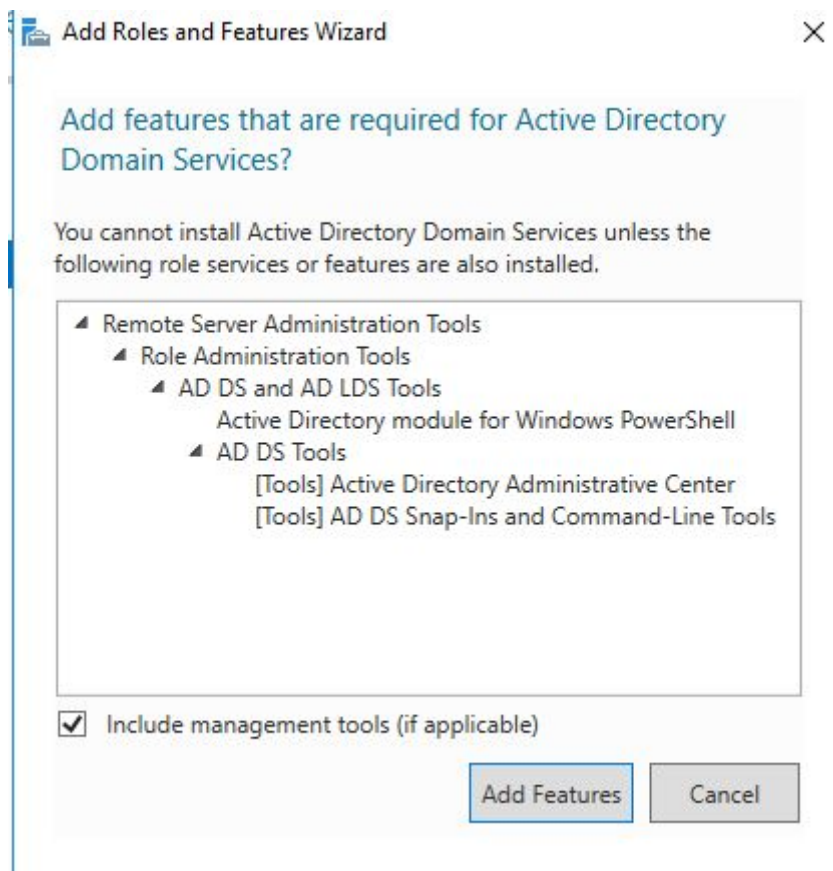 Add Roles and Features Wizard
Add features that are required for Active Directory
Domain Services?
You cannot install Active Directory Domain Services unless the
following role services or features are also installed.
Remote Server Administration Tools
Role Administration Tools
AD DS and AD LDS Tools
Active Directory module for Windows PowerShell
AD DS Tools
[Tools] Active Directory Administrative Center
[Tools] AD DS Snap-Ins and Command-Line Tools
Include management tools (if applicable)
Add Features
Cancel